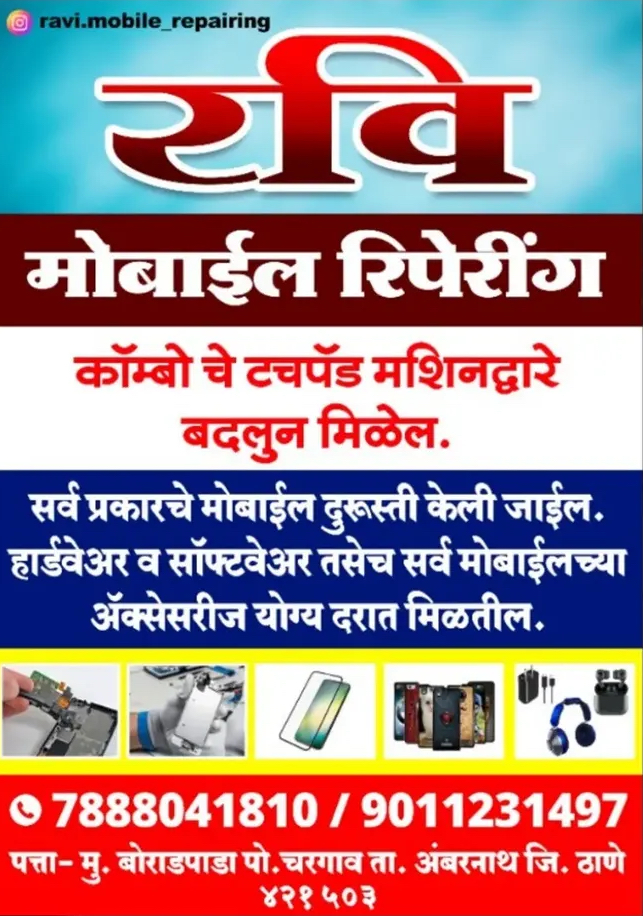 ravi.mobile_repairing
रवि
मोबाईल रिपेरींग
कॉम्बो चे टचपॅड मशिनद्वारे
बदलुन मिळेल.
सर्व प्रकारचे मोबाईल दुरूस्ती केली जाईल.
हार्डवेअर व सॉफ्टवेअर तसेच सर्व मोबाईलच्या
ॲक्सेसरीज योग्य दरात मिळतील.
7888041810 / 9011231497
पत्ता- मु. बोराडपाडा पो.चरगाव ता. अंबरनाथ जि. ठाणे
४२१ ५०३